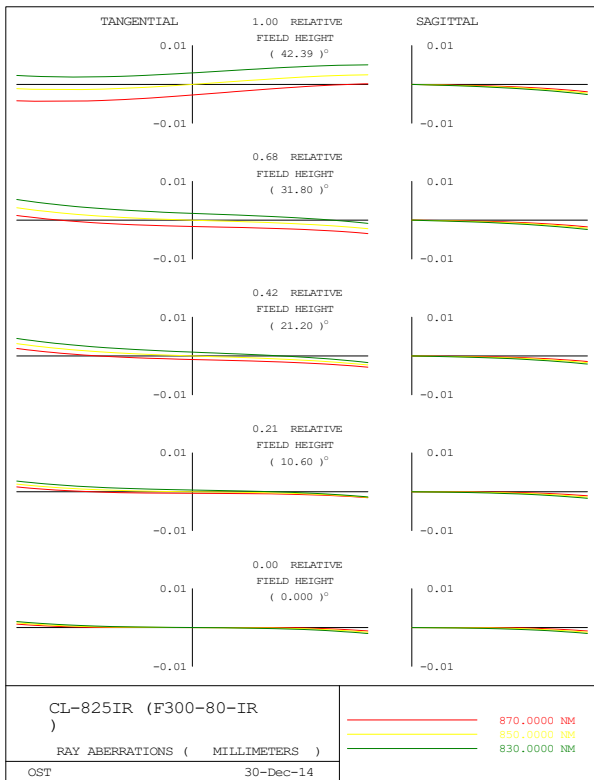 TANGENTIAL 1.00 RELATIVE SAGITTAL
FIELD HEIGHT
( 42.39 )°
0.01 0.01
-0.01 -0.01
0.68 RELATIVE
FIELD HEIGHT
( 31.80 )°
0.01 0.01
-0.01 -0.01
0.42 RELATIVE
FIELD HEIGHT
( 21.20 )°
0.01 0.01
-0.01 -0.01
0.21 RELATIVE
FIELD HEIGHT
( 10.60 )°
0.01 0.01
-0.01 -0.01
0.00 RELATIVE
FIELD HEIGHT
( 0.000 )°
0.01 0.01
-0.01 -0.01
CL-825IR (F300-80-IR
)
RAY ABERRATIONS ( MILLIMETERS )
OST 30-Dec-14
870.0000 NM
850.0000 NM
830.0000 NM